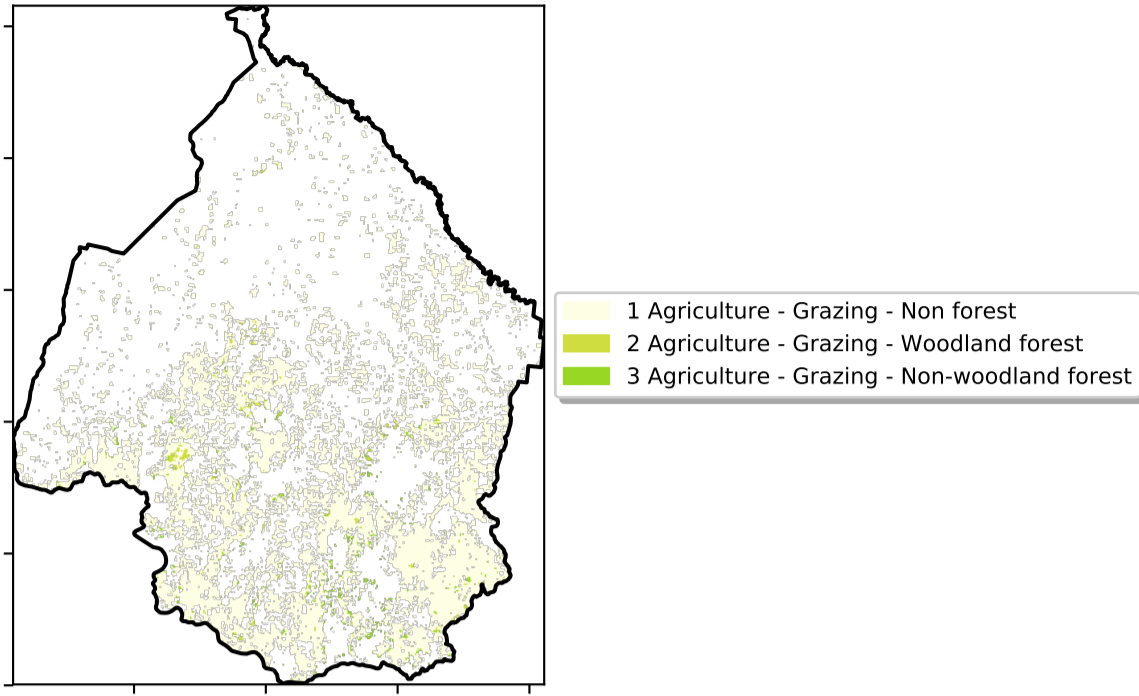 1 Agriculture - Grazing - Non forest
2 Agriculture - Grazing - Woodland forest
3 Agriculture - Grazing - Non-woodland forest